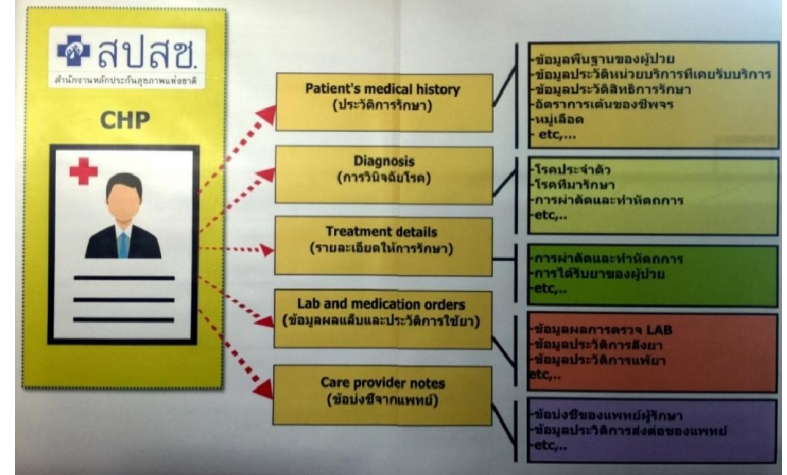 สปสช.
สำนักงานหลักประกันสุขภาพแห่งชาติ
CHP
Patient's medical history
(ประวัติการรักษา)
-ข้อมูลพื้นฐานของผู้ป่วย
-ข้อมูลประวัติหน่วยบริการที่เคยรับบริการ
-ข้อมูลประวัติสิทธิการรักษา
-อัตราการเต้นของชีพจร
-หมู่เลือด
- etc,...
Diagnosis
(การวินิจฉัยโรค)
-โรคประจำตัว
-โรคที่มารักษา
-การผ่าตัดและทำหัตถการ
-etc,..
Treatment details
(รายละเอียดให้การรักษา)
-การผ่าตัดและทำหัตถการ
-การได้รับยาของผู้ป่วย
-etc,..
Lab and medication orders
(ข้อมูลผลแล็บและประวัติการใช้ยา)
-ข้อมูลผลการตรวจ LAB
-ข้อมูลประวัติการสั่งยา
-ข้อมูลประวัติการแพ้ยา
etc,..
Care provider notes
(ข้อบ่งชี้จากแพทย์)
-ข้อบ่งชี้ของแพทย์ผู้รักษา
-ข้อมูลประวัติการส่งต่อของแพทย์
-etc,..